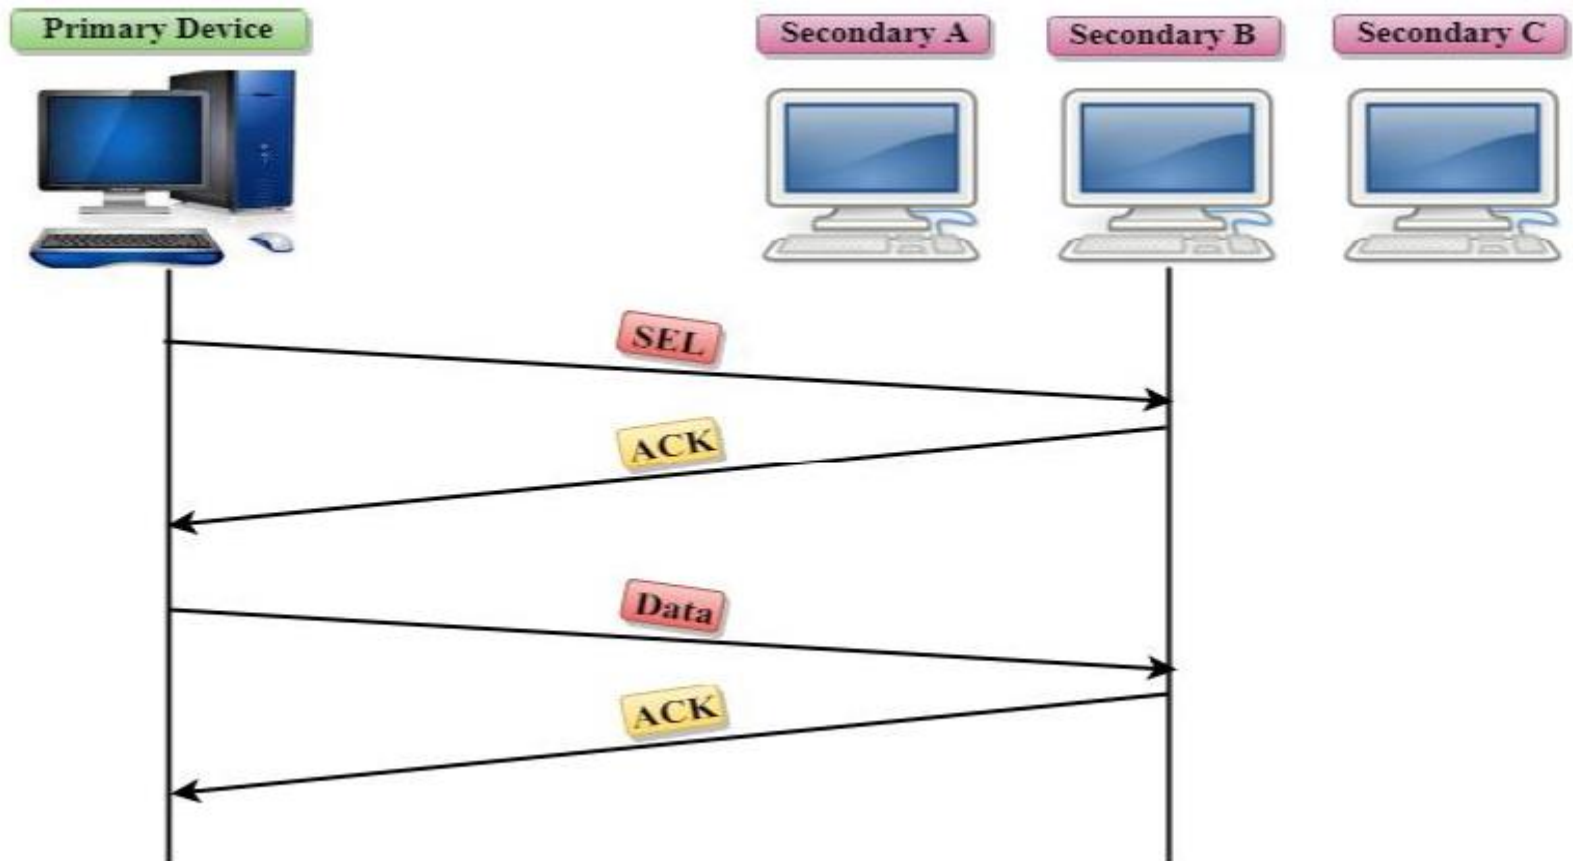 Primary Device
Secondary A
Secondary B
Secondary C
SEL
ACK
Data
ACK